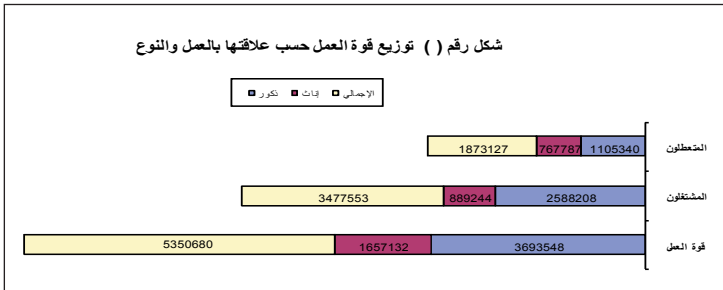 شكل رقم ( ) توزيع قوة العمل حسب علاقتها بالعمل والنوع
ذكور إناث الإجمالي
المتعطلون 1105340 767787 1873127
المشتغلون 2588208 889244 3477553
قوة العمل 3693548 1657132 5350680